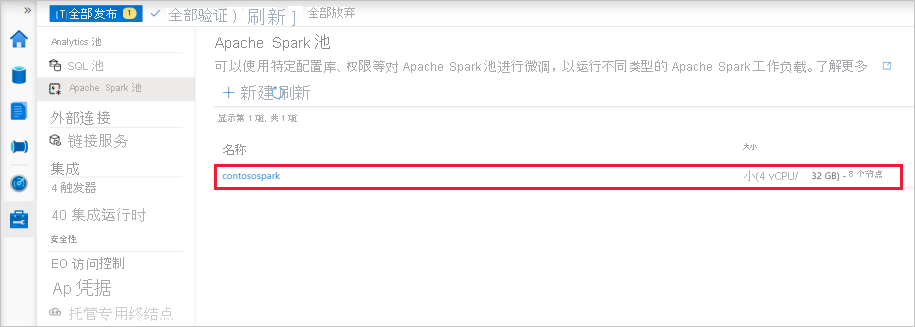 »
全部发布 1 全部验证） 刷新 ] 全部放弃
Analytics 池
SQL 池
Apache Spark 池
外部连接
链接服务
集成
4 触发器
40 集成运行时
安全性
EO 访问控制
Ap 凭据
托管专用终结点
Apache Spark 池
可以使用特定配置库、权限等对 Apache Spark 池进行微调，以运行不同类型的 Apache Spark 工作负载。了解更多
+ 新建 刷新
显示第 1 项, 共 1 项
名称 大小
contosospark 小(4 vCPU/ 32 GB) - 8 个节点